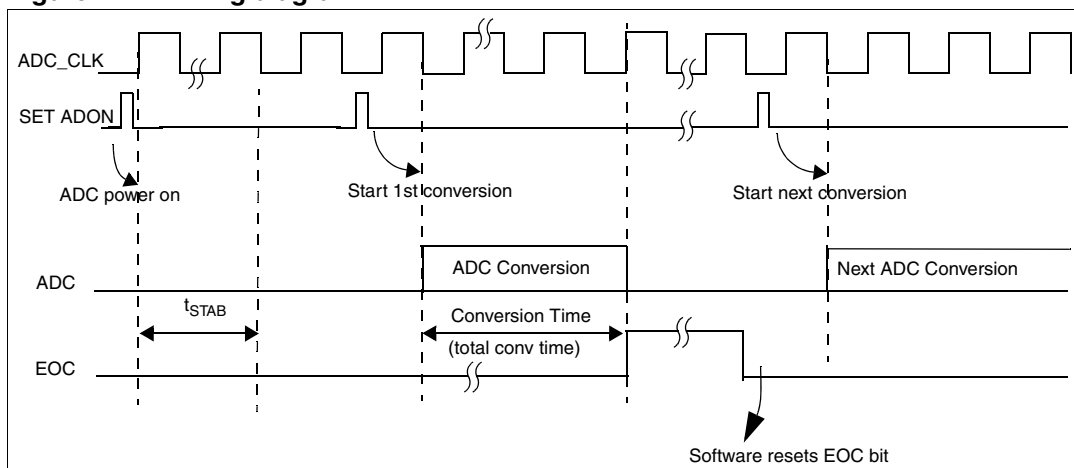 ADC_CLK
SET ADON
ADC power on
Start 1st conversion
Start next conversion
ADC
ADC Conversion
Next ADC Conversion
tSTAB
Conversion Time
(total conv time)
EOC
Software resets EOC bit